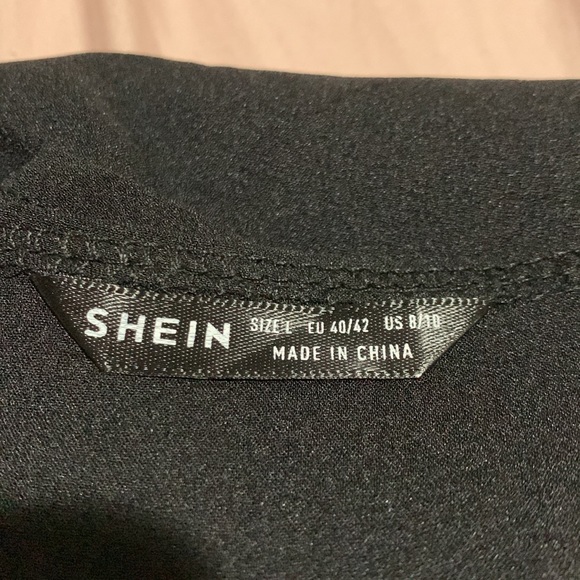 SHEIN SIZE L EU 40/42 US 8/10
MADE IN CHINA